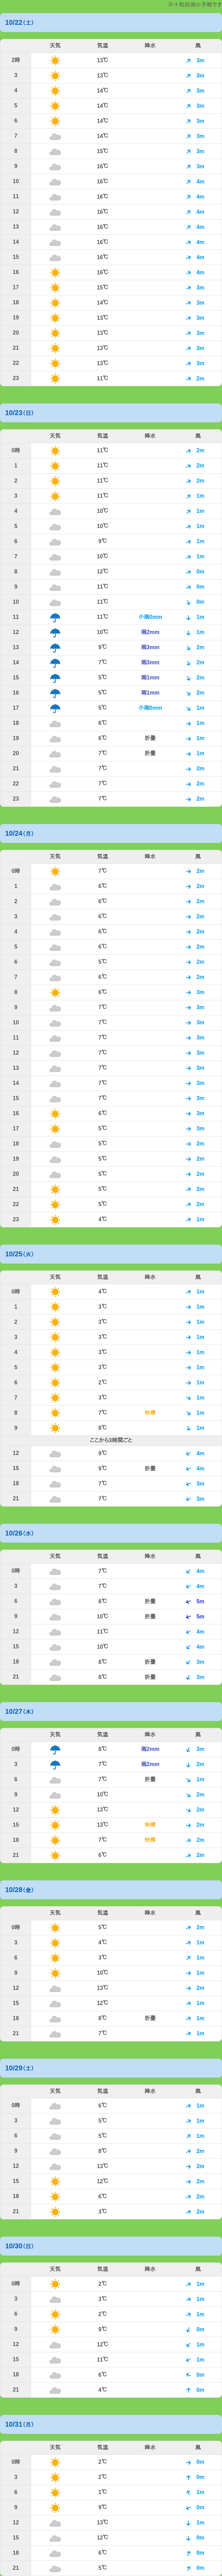 ※十和田湖の予報です
10/22(土)
天気 気温 降水 風
2時 13℃ 3m
3 13℃ 3m
4 14℃ 3m
5 14℃ 3m
6 14℃ 3m
7 14℃ 3m
8 15℃ 3m
9 16℃ 3m
10 16℃ 4m
11 16℃ 4m
12 16℃ 4m
13 16℃ 4m
14 16℃ 4m
15 16℃ 4m
16 16℃ 4m
17 15℃ 3m
18 14℃ 3m
19 13℃ 3m
20 13℃ 3m
21 13℃ 3m
22 13℃ 3m
23 11℃ 2m
10/23(日)
天気 気温 降水 風
0時 11℃ 2m
1 11℃ 2m
2 11℃ 2m
3 11℃ 1m
4 10℃ 1m
5 10℃ 1m
6 9℃ 1m
7 10℃ 1m
8 12℃ 0m
9 11℃ 0m
10 11℃ 0m
11 11℃ 小雨0mm 1m
12 10℃ 雨2mm 1m
13 9℃ 雨3mm 2m
14 7℃ 雨3mm 2m
15 5℃ 雨1mm 2m
16 5℃ 雨1mm 2m
17 5℃ 小雨0mm 1m
18 6℃ 1m
19 6℃ 折畳 1m
20 7℃ 折畳 1m
21 7℃ 2m
22 7℃ 2m
23 7℃ 2m
10/24(月)
天気 気温 降水 風
0時 7℃ 2m
1 6℃ 2m
2 6℃ 2m
3 6℃ 2m
4 6℃ 2m
5 6℃ 2m
6 5℃ 2m
7 6℃ 2m
8 6℃ 3m
9 7℃ 3m
10 7℃ 3m
11 7℃ 3m
12 7℃ 3m
13 7℃ 3m
14 7℃ 3m
15 7℃ 3m
16 6℃ 3m
17 5℃ 3m
18 5℃ 2m
19 5℃ 2m
20 5℃ 2m
21 5℃ 2m
22 5℃ 2m
23 4℃ 1m
10/25(火)
天気 気温 降水 風
0時 4℃ 1m
1 3℃ 1m
2 3℃ 1m
3 3℃ 1m
4 3℃ 1m
5 3℃ 1m
6 2℃ 1m
7 3℃ 1m
8 7℃ 快晴 1m
9 8℃ 1m
ここから3時間ごと
12 9℃ 4m
15 9℃ 折畳 4m
18 7℃ 3m
21 7℃ 3m
10/26(水)
天気 気温 降水 風
0時 7℃ 4m
3 7℃ 4m
6 8℃ 折畳 5m
9 10℃ 折畳 5m
12 11℃ 4m
15 10℃ 4m
18 8℃ 折畳 3m
21 8℃ 折畳 3m
10/27(木)
天気 気温 降水 風
0時 8℃ 雨2mm 3m
3 7℃ 雨2mm 2m
6 7℃ 折畳 1m
9 10℃ 2m
12 13℃ 2m
15 13℃ 快晴 2m
18 7℃ 快晴 2m
21 6℃ 2m
10/28(金)
天気 気温 降水 風
0時 5℃ 2m
3 4℃ 1m
6 3℃ 1m
9 10℃ 1m
12 13℃ 2m
15 12℃ 1m
18 8℃ 折畳 1m
21 7℃ 1m
10/29(土)
天気 気温 降水 風
0時 6℃ 1m
3 5℃ 1m
6 5℃ 1m
9 8℃ 2m
12 13℃ 2m
15 12℃ 2m
18 6℃ 2m
21 3℃ 2m
10/30(日)
天気 気温 降水 風
0時 2℃ 1m
3 3℃ 1m
6 2℃ 1m
9 9℃ 0m
12 12℃ 1m
15 11℃ 1m
18 6℃ 0m
21 4℃ 0m
10/31(月)
天気 気温 降水 風
0時 2℃ 0m
3 2℃ 0m
6 1℃ 1m
9 9℃ 0m
12 13℃ 1m
15 12℃ 0m
18 6℃ 0m
21 5℃ 0m